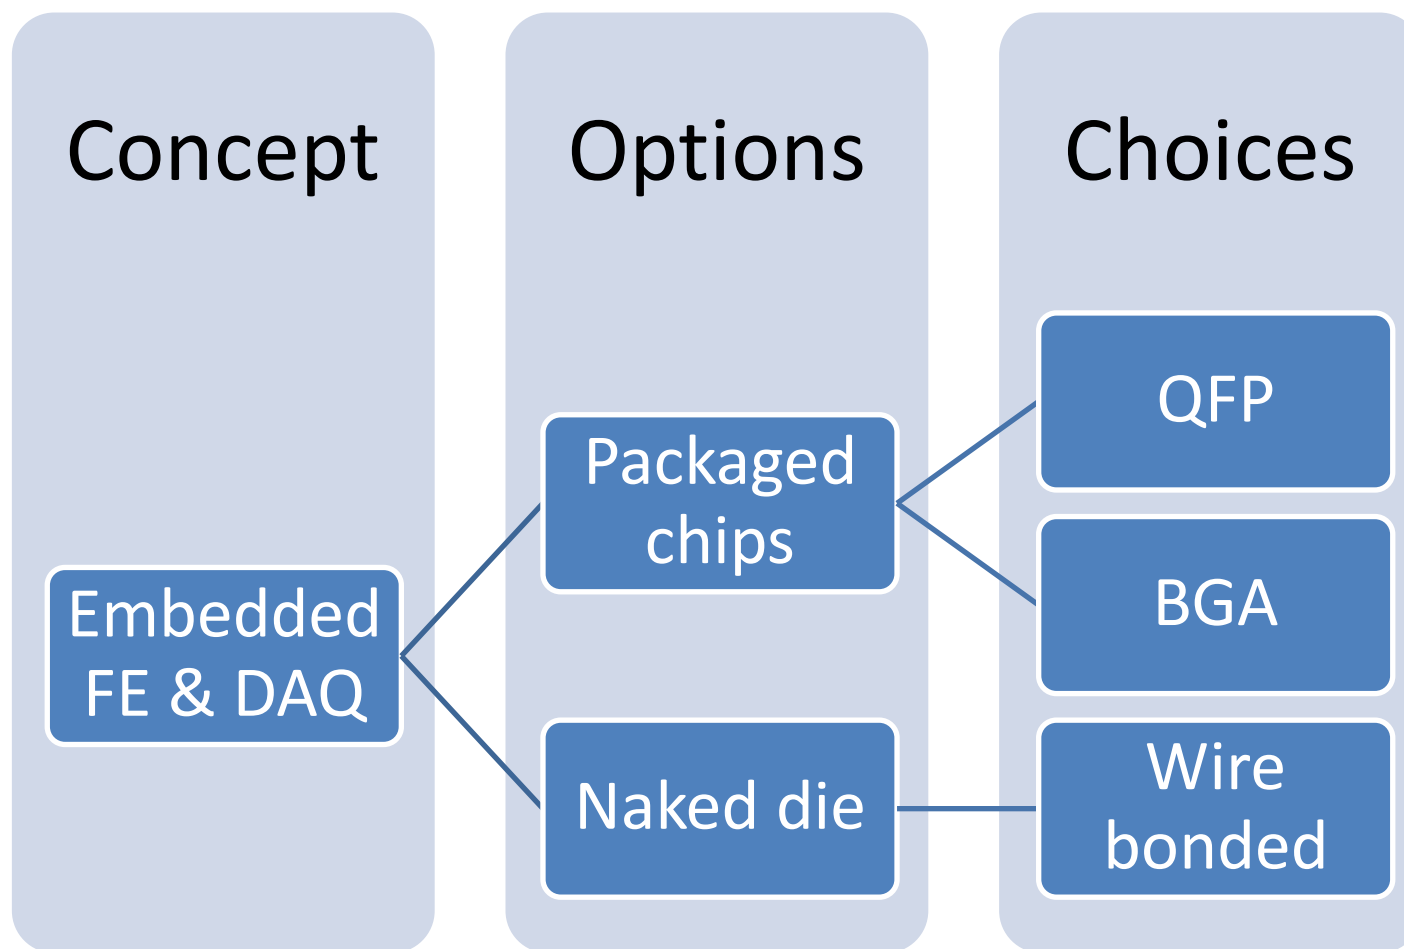 Concept
Options
Choices
Embedded
FE & DAQ
Packaged
chips
Naked die
QFP
BGA
Wire
bonded